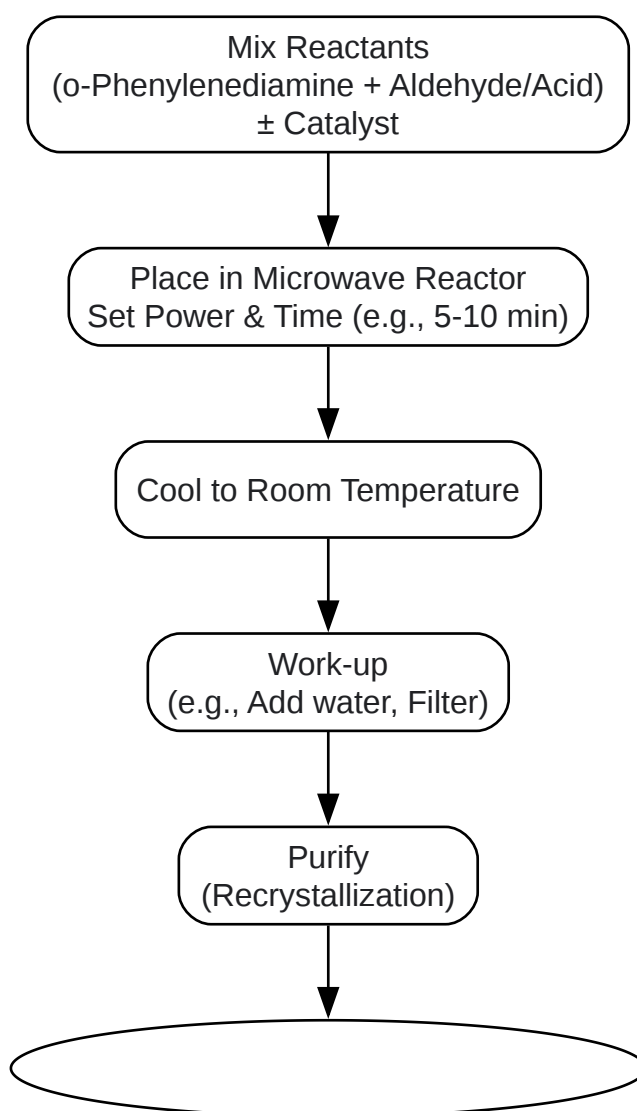 Mix Reactants
(o-Phenylenediamine + Aldehyde/Acid)
± Catalyst
Place in Microwave Reactor
Set Power & Time (e.g., 5-10 min)
Cool to Room Temperature
Work-up
(e.g., Add water, Filter)
Purify
(Recrystallization)